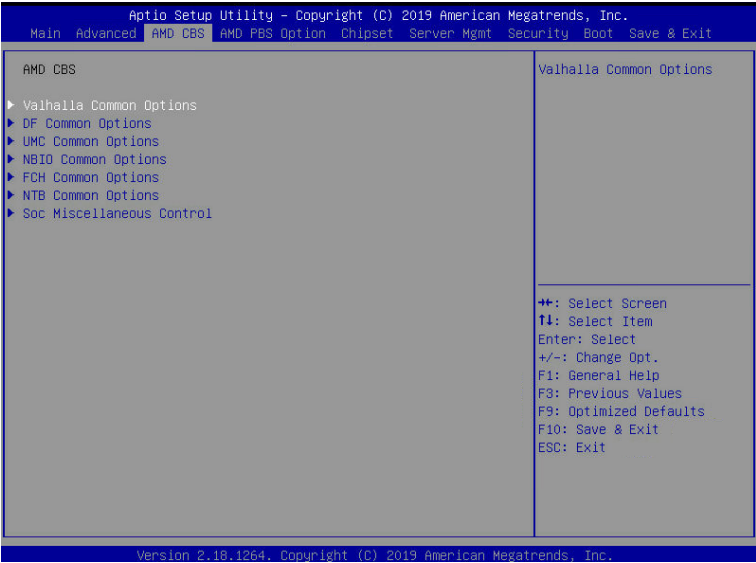 Aptio Setup Utility – Copyright (C) 2019 American Megatrends, Inc.
Main Advanced AMD CBS AMD PBS Option Chipset Server Mgmt Security Boot Save & Exit
AMD CBS
Valhalla Common Options
DF Common Options
UMC Common Options
NBIO Common Options
FCH Common Options
NTB Common Options
Soc Miscellaneous Control
Valhalla Common Options
→←: Select Screen
↑↓: Select Item
Enter: Select
+/-: Change Opt.
F1: General Help
F3: Previous Values
F9: Optimized Defaults
F10: Save & Exit
ESC: Exit
Version 2.18.1264. Copyright (C) 2019 American Megatrends, Inc.